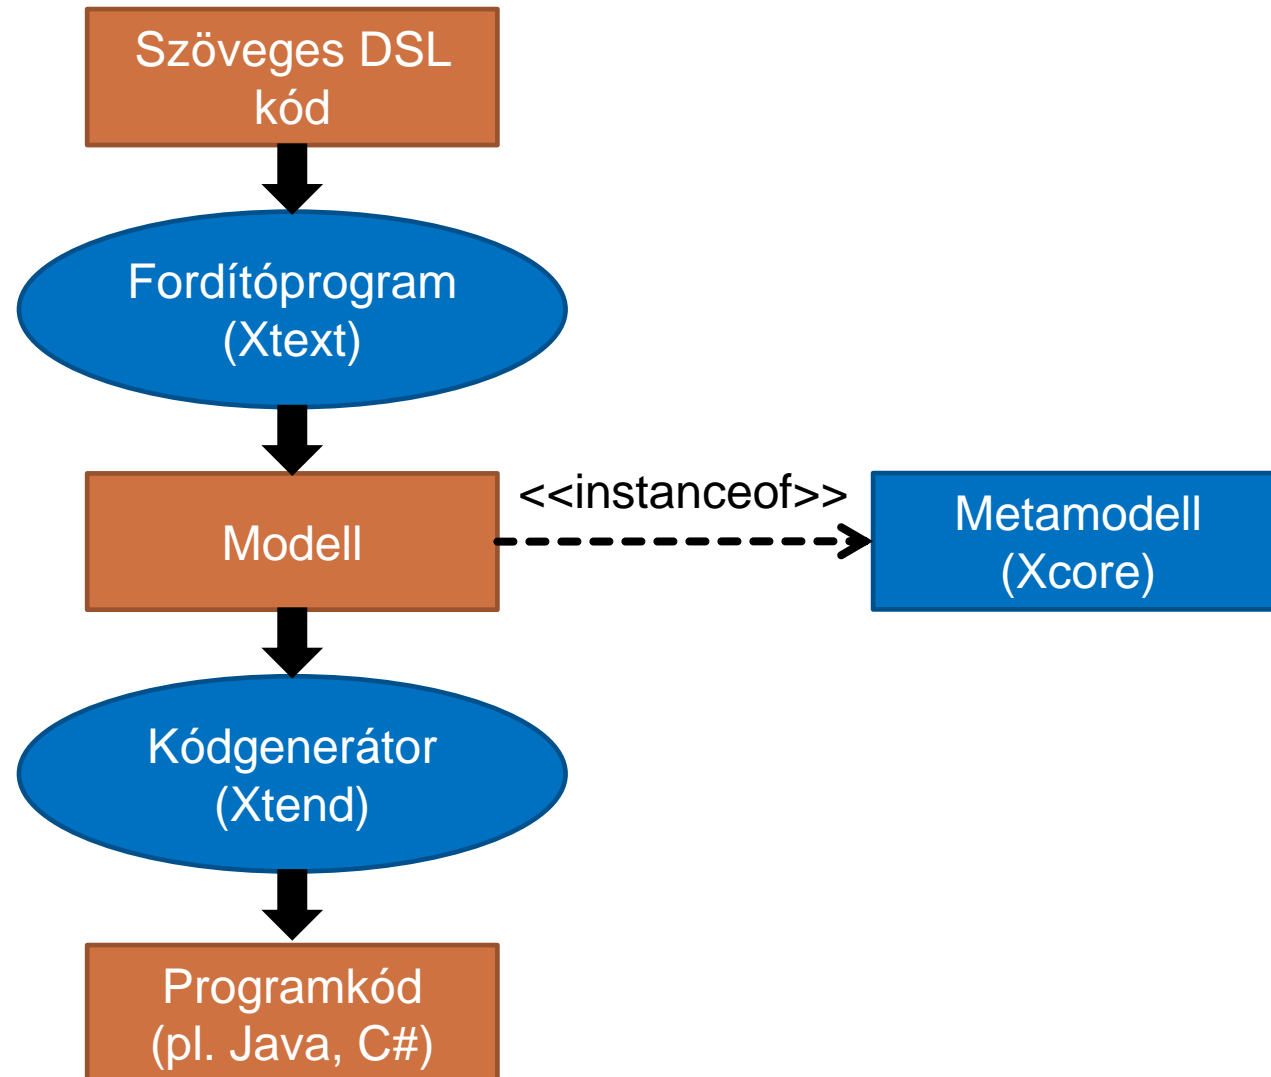 Szöveges DSL
kód
Fordítóprogram
(Xtext)
Modell
<<instanceof>>
Metamodell
(Xcore)
Kódgenerátor
(Xtend)
Programkód
(pl. Java, C#)